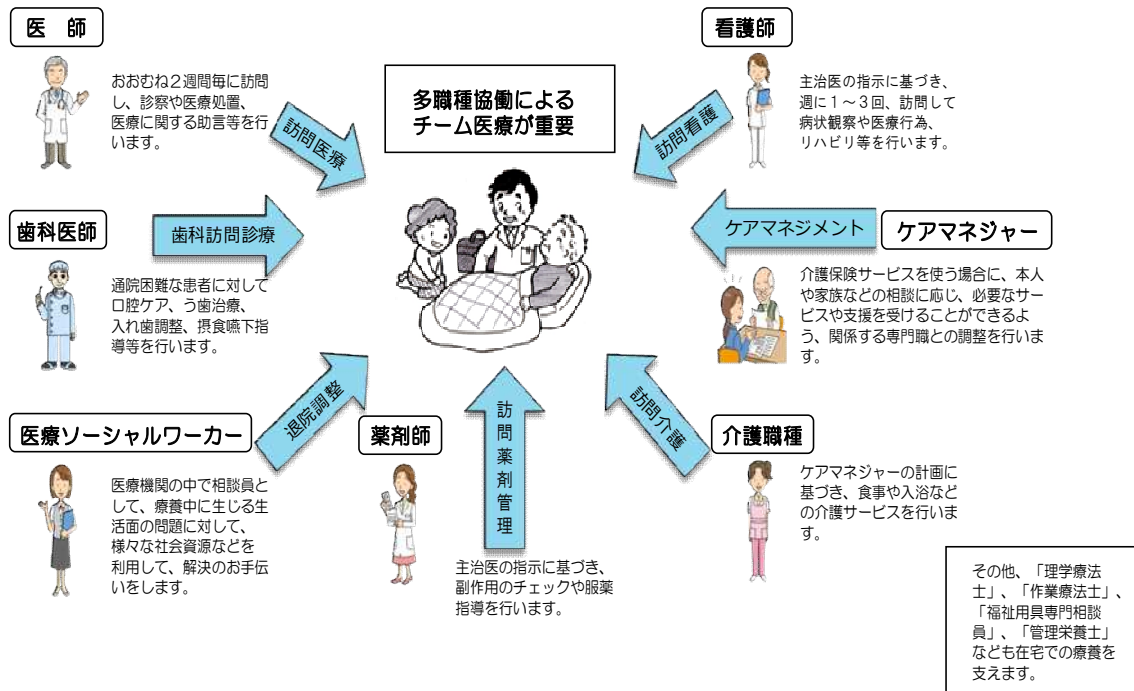 医 師
おおむね２週間毎に訪問
し、診察や医療処置、
医療に関する助言等を行
います。
訪問医療
多職種協働による
チーム医療が重要
看護師
主治医の指示に基づき、
週に１～３回、訪問して
病状観察や医療行為、
リハビリ等を行います。
訪問看護
歯科医師
歯科訪問診療
通院困難な患者に対して
口腔ケア、う歯治療、
入れ歯調整、摂食嚥下指
導等を行います。
ケアマネジメント
ケアマネジャー
介護保険サービスを使う場合に、本人
や家族などの相談に応じ、必要なサー
ビスや支援を受けることができるよ
う、関係する専門職との調整を行いま
す。
医療ソーシャルワーカー
退院調整
医療機関の中で相談員と
して、療養中に生じる生
活面の問題に対して、
様々な社会資源などを
利用して、解決のお手伝
いをします。
薬剤師
訪問薬剤管理
主治医の指示に基づき、
副作用のチェックや服薬
指導を行います。
訪問介護
介護職種
ケアマネジャーの計画に
基づき、食事や入浴など
の介護サービスを行いま
す。
その他、「理学療法
士」、「作業療法士」、
「福祉用具専門相談
員」、「管理栄養士」
なども在宅での療養を
支えます。